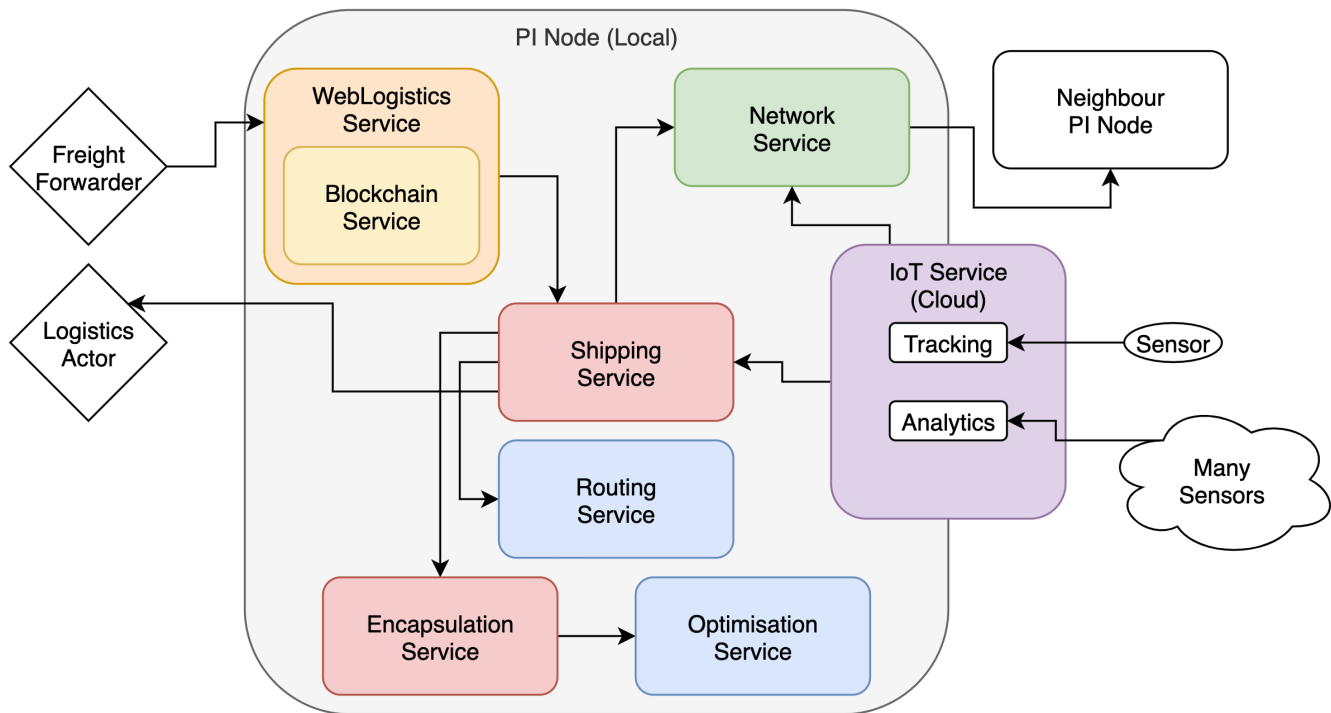 PI Node (Local)
WebLogistics
Service
Blockchain
Service
Network
Service
Neighbour
PI Node
Freight
Forwarder
Logistics
Actor
IoT Service
(Cloud)
Tracking
Sensor
Analytics
Shipping
Service
Many
Sensors
Routing
Service
Encapsulation
Service
Optimisation
Service